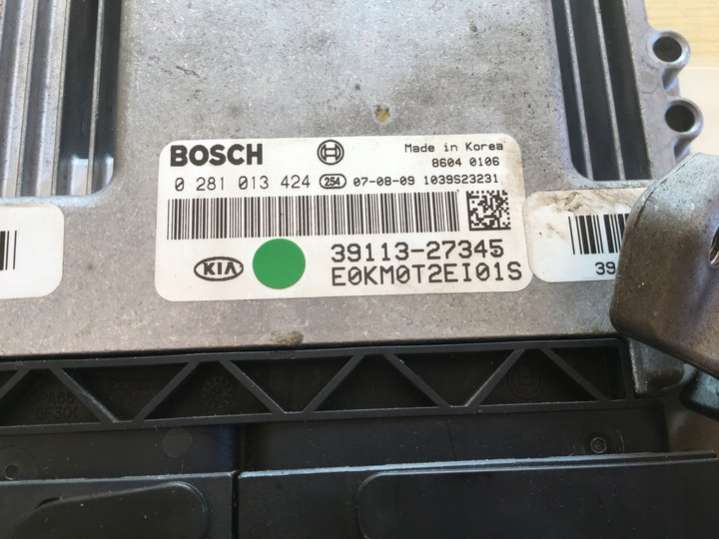 BOSCH
Made in Korea
8604 0106
0 281 013 424 254 07-08-09 1039S23231
KIA
39113-27345
E0KM0T2EI01S
39